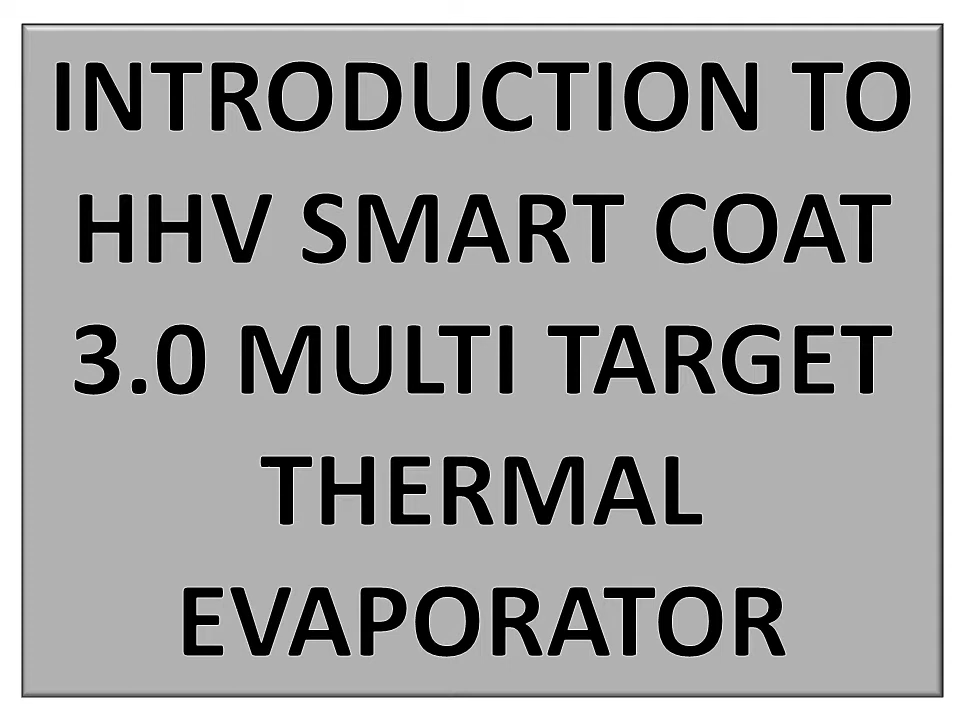 INTRODUCTION TO
HHV SMART COAT
3.0 MULTI TARGET
THERMAL
EVAPORATOR